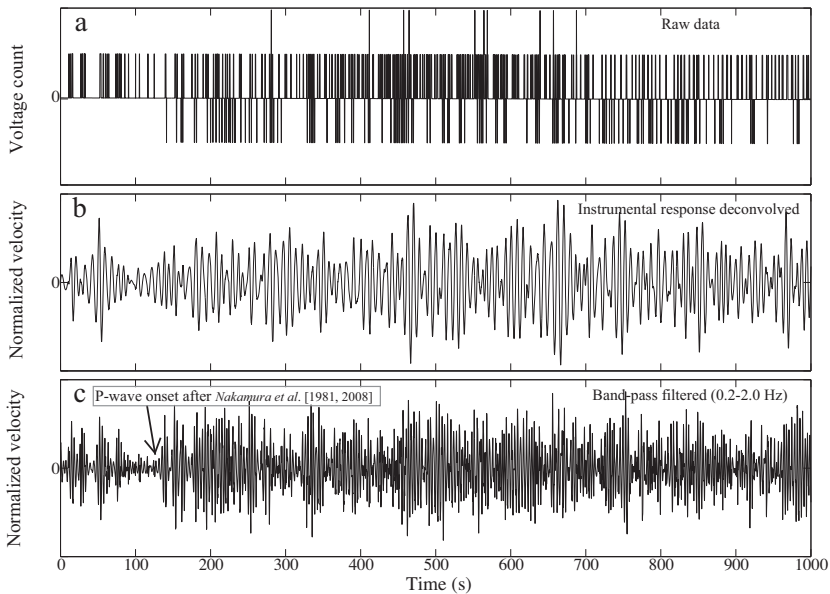 a
Raw data
Voltage count
0
b
Instrumental response deconvolved
Normalized velocity
0
c
P-wave onset after Nakamura et al. [1981, 2008]
Band-pass filtered (0.2-2.0 Hz)
Normalized velocity
0
0 100 200 300 400 500 600 700 800 900 1000
Time (s)